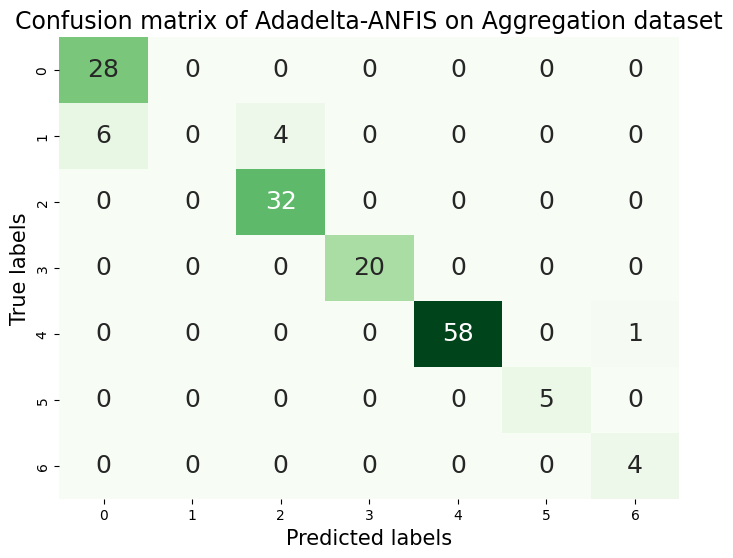 Confusion matrix of Adadelta-ANFIS on Aggregation dataset
True labels
0 28 0 0 0 0 0 0
1 6 0 4 0 0 0 0
2 0 0 32 0 0 0 0
3 0 0 0 20 0 0 0
4 0 0 0 0 58 0 1
5 0 0 0 0 0 5 0
6 0 0 0 0 0 0 4
0 1 2 3 4 5 6
Predicted labels